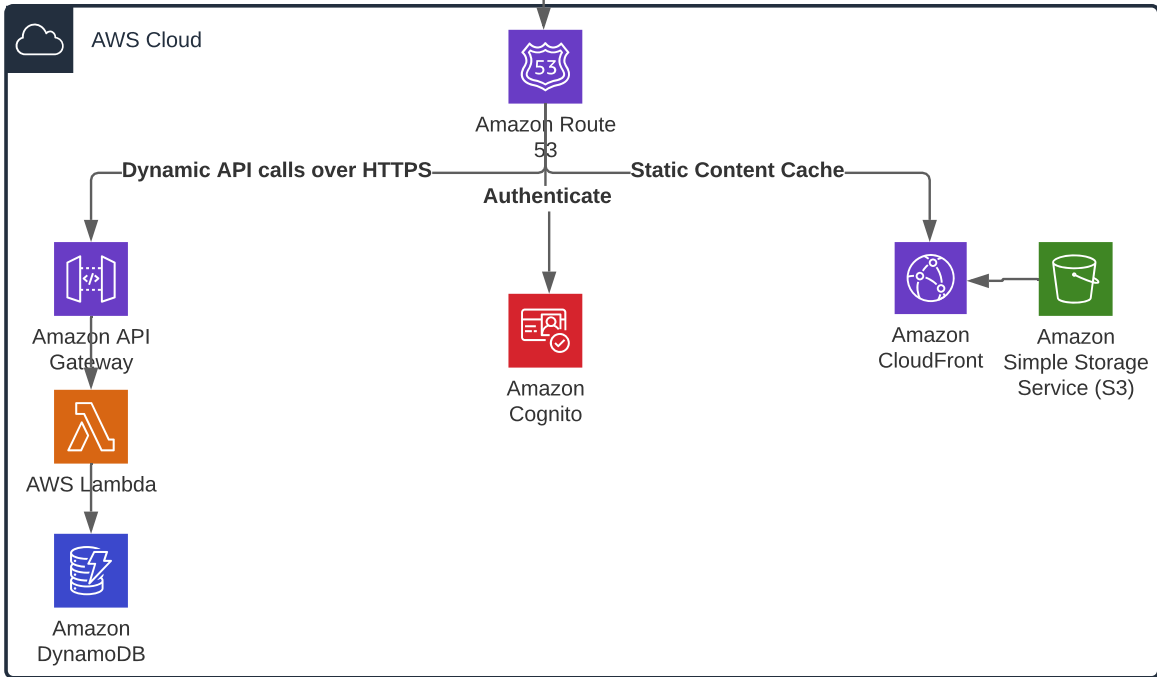 AWS Cloud
53
Amazon Route
53
Dynamic API calls over HTTPS
Static Content Cache
Authenticate
Amazon API
Gateway
Amazon
Cognito
Amazon
CloudFront
Amazon
Simple Storage
Service (S3)
</>
AWS Lambda
Amazon
DynamoDB